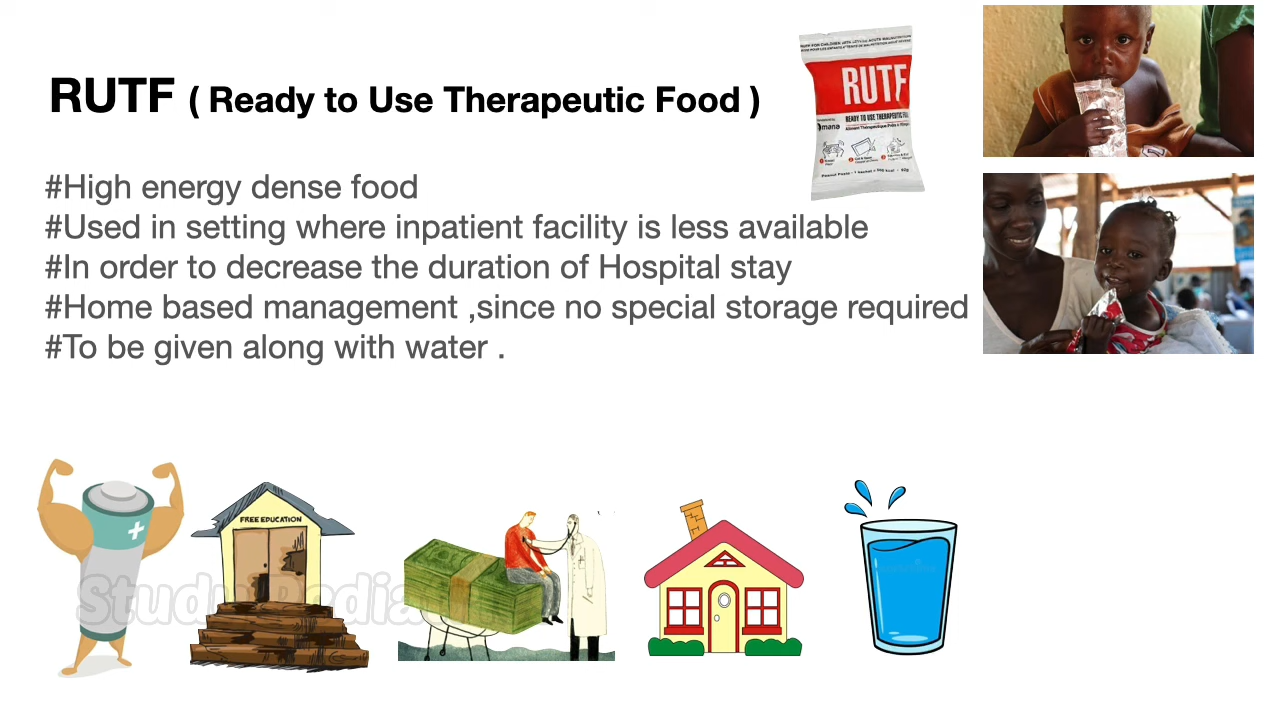 RUTF ( Ready to Use Therapeutic Food )
#High energy dense food
#Used in setting where inpatient facility is less available
#In order to decrease the duration of Hospital stay
#Home based management ,since no special storage required
#To be given along with water .
RUTF
READY TO USE THERAPEUTIC
mana
FREE EDUCATION
Study